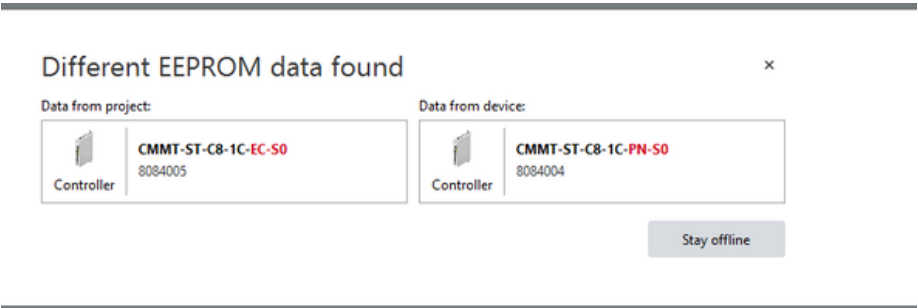 Different EEPROM data found
×
Data from project:
Data from device:
CMMT-ST-C8-1C-EC-S0
8084005
Controller
CMMT-ST-C8-1C-PN-S0
8084004
Controller
Stay offline